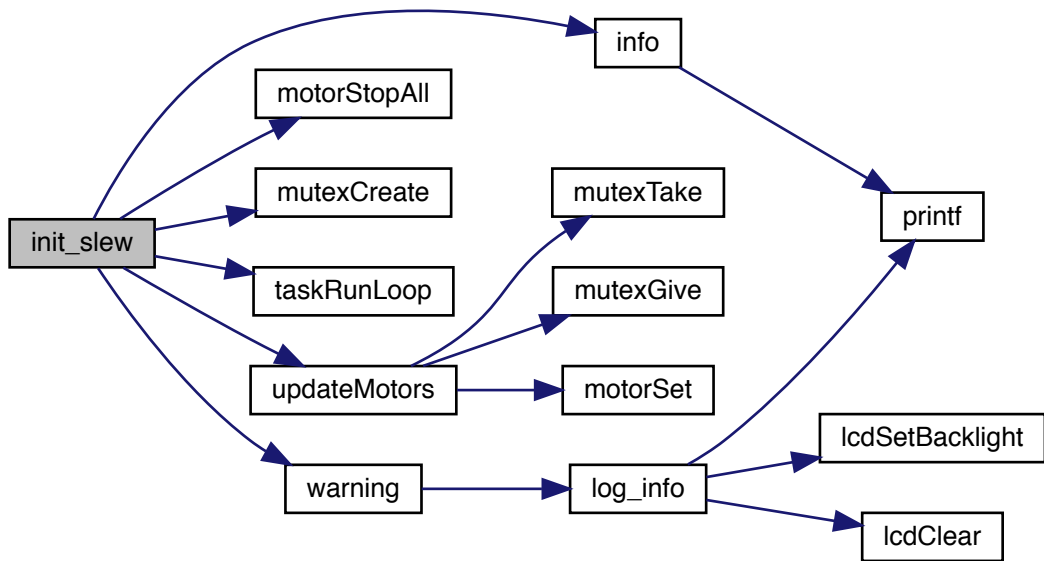 info
motorStopAll
mutexCreate
mutexTake
printf
init_slew
taskRunLoop
mutexGive
updateMotors
motorSet
lcdSetBacklight
warning
log_info
lcdClear